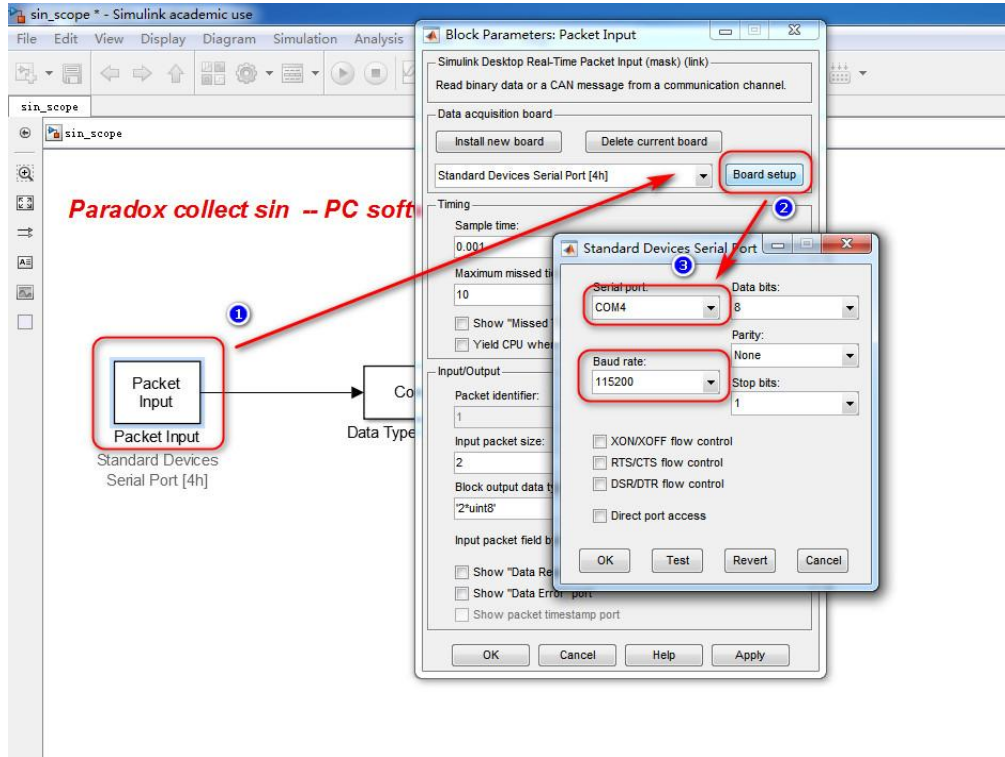 sin_scope * - Simulink academic use
File Edit View Display Diagram Simulation Analysis
sin_scope
sin_scope
Paradox collect sin -- PC soft
1
Packet
Input
Packet Input
Standard Devices
Serial Port [4h]
Co
Data Type
Block Parameters: Packet Input
Simulink Desktop Real-Time Packet Input (mask) (link)
Read binary data or a CAN message from a communication channel.
Data acquisition board
Install new board Delete current board
Standard Devices Serial Port [4h] Board setup
2
Timing
Sample time:
0.001
Maximum missed
10
Show "Missed
Yield CPU
Input/Output
Packet identifier:
1
Input packet size:
2
Block output data
'2*uint8'
Input packet field
Show "Data
Show "Data Error" port
Show packet timestamp port
OK Cancel Help Apply
Standard Devices Serial Port
3
Serial port: Data bits:
COM4 8
Parity:
Baud rate: None
115200 Stop bits:
1
XON/XOFF flow control
RTS/CTS flow control
DSR/DTR flow control
Direct port access
OK Test Revert Cancel